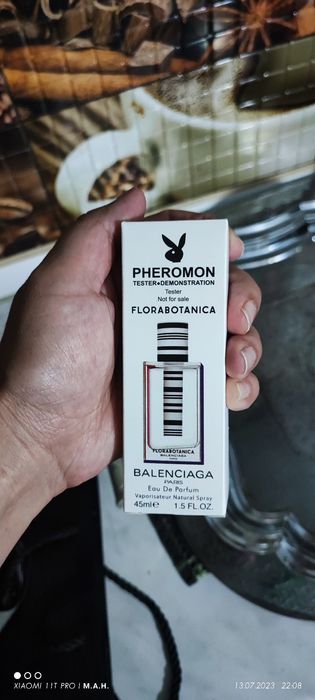 PHEROMON
TESTER+DEMONSTRATION
Tester
Not for sale
FLORABOTANICA
FLORABOTANICA
BALENCIAGA
PARIS
BALENCIAGA
PARIS
Eau De Parfum
Vaporisateur Natural Spray
45ml℮ 1.5 FL.OZ.
XIAOMI 11T PRO | M.A.H. 13.07.2023 22:08